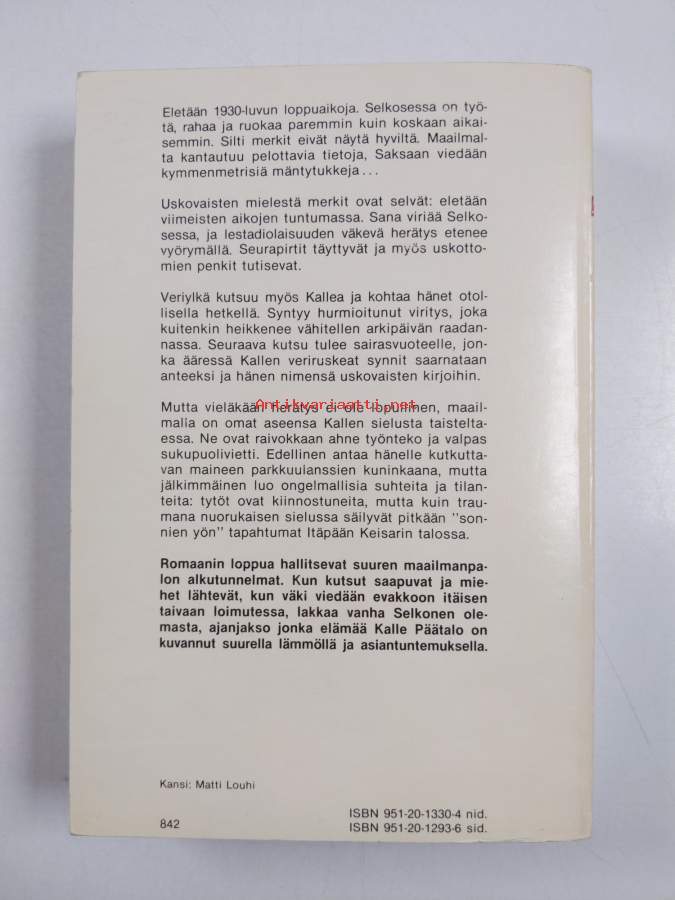 Eletään 1930-luvun loppuaikoja. Selkosessa on työ-
tä, rahaa ja ruokaa paremmin kuin koskaan aikai-
semmin. Silti merkit eivät näytä hyviltä. Maailmal-
ta kantautuu pelottavia tietoja, Saksaan viedään
kymmenmetrisiä mäntytukkeja...
Uskovaisten mielestä merkit ovat selvät: eletään
viimeisten aikojen tuntumassa. Sana viriää Selko-
sessa, ja lestadiolaisuuden väkevä herätys etenee
vyörymällä. Seurapirtit täyttyvät ja myös uskotto-
mien penkit tutisevat.
Veriylkä kutsuu myös Kallea ja kohtaa hänet otol-
lisella hetkellä. Syntyy hurmioitunut viritys, joka
kuitenkin heikkenee vähitellen arkipäivän raadan-
nassa. Seuraava kutsu tulee sairasvuoteelle, jon-
ka ääressä Kallen veriruskeat synnit saarnataan
anteeksi ja hänen nimensä uskovaisten kirjoihin.
Mutta vieläkään herätys ei ole lopullinen, maail-
Antikvariaatti.net
malla on omat aseensa Kallen sielusta taistelta-
essa. Ne ovat raivokkaan ahne työnteko ja valpas
sukupuolivietti. Edellinen antaa hänelle kutkutta-
van maineen parkkuuianssien kuninkaana, mutta
jälkimmäinen luo ongelmallisia suhteita ja tilan-
teita: tytöt ovat kiinnostuneita, mutta kuin trau-
mana nuorukaisen sielussa säilyvät pitkään "son-
nien yön" tapahtumat Itäpään Keisarin talossa.
Romaanin loppua hallitsevat suuren maailmanpa-
lon alkutunnelmat. Kun kutsut saapuvat ja mie-
het lähtevät, kun väki viedään evakkoon itäisen
taivaan loimutessa, lakkaa vanha Selkonen ole-
masta, ajanjakso jonka elämää Kalle Päätalo on
kuvannut suurella lämmöllä ja asiantuntemuksella.
Kansi: Matti Louhi
842
ISBN 951-20-1330-4 nid.
ISBN 951-20-1293-6 sid.